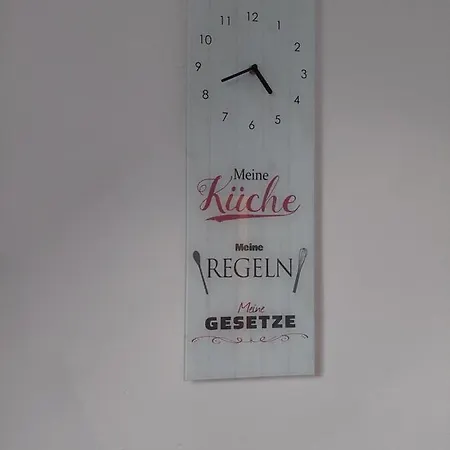 11 12 1
10 2
9 3
8 4
7 6 5
Meine
Küche
Meine
REGELN
Meine
GESETZE